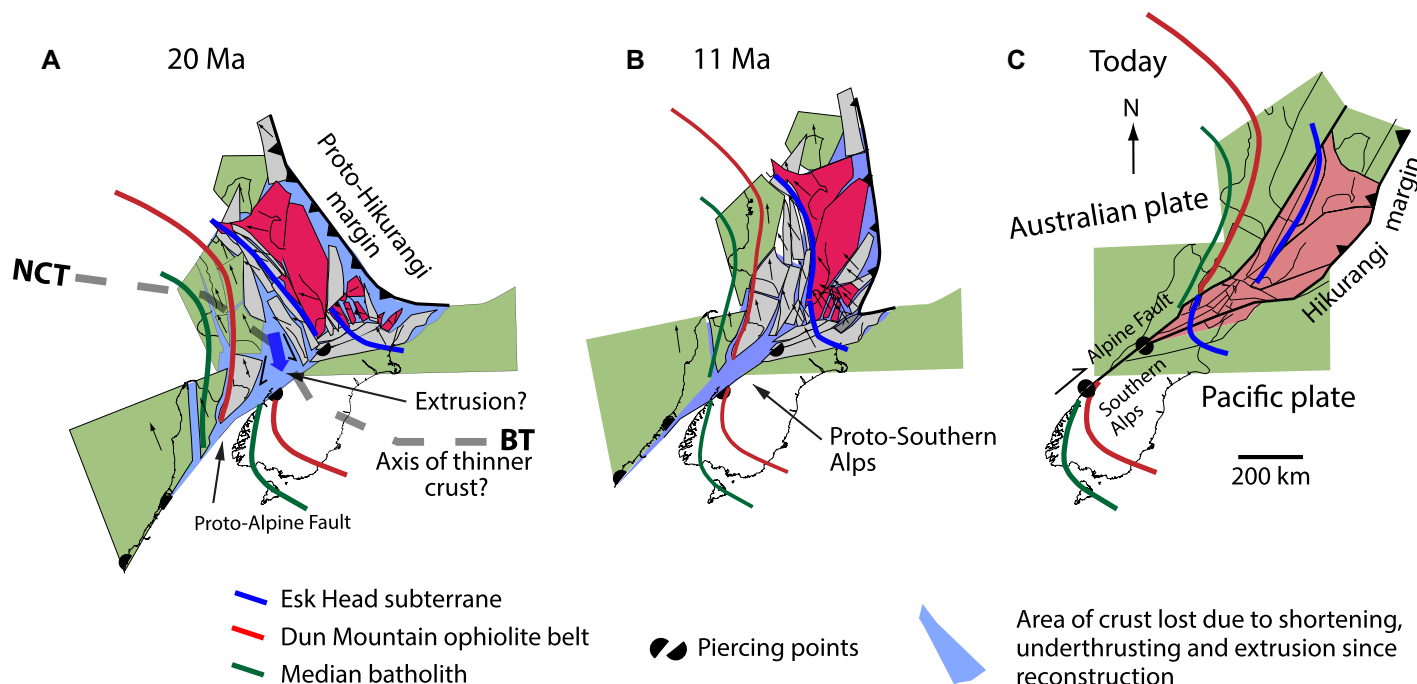 A
20 Ma
Proto-Hikurangi
margin
NCT
Extrusion?
BT
Axis of thinner
crust?
Proto-Alpine Fault
B
11 Ma
Proto-Southern
Alps
C
Today
N
Australian plate
Hikurangi margin
Alpine Fault
Southern
Alps
Pacific plate
200 km
Esk Head subterrane
Dun Mountain ophiolite belt
Median batholith
Piercing points
Area of crust lost due to shortening,
underthrusting and extrusion since
reconstruction